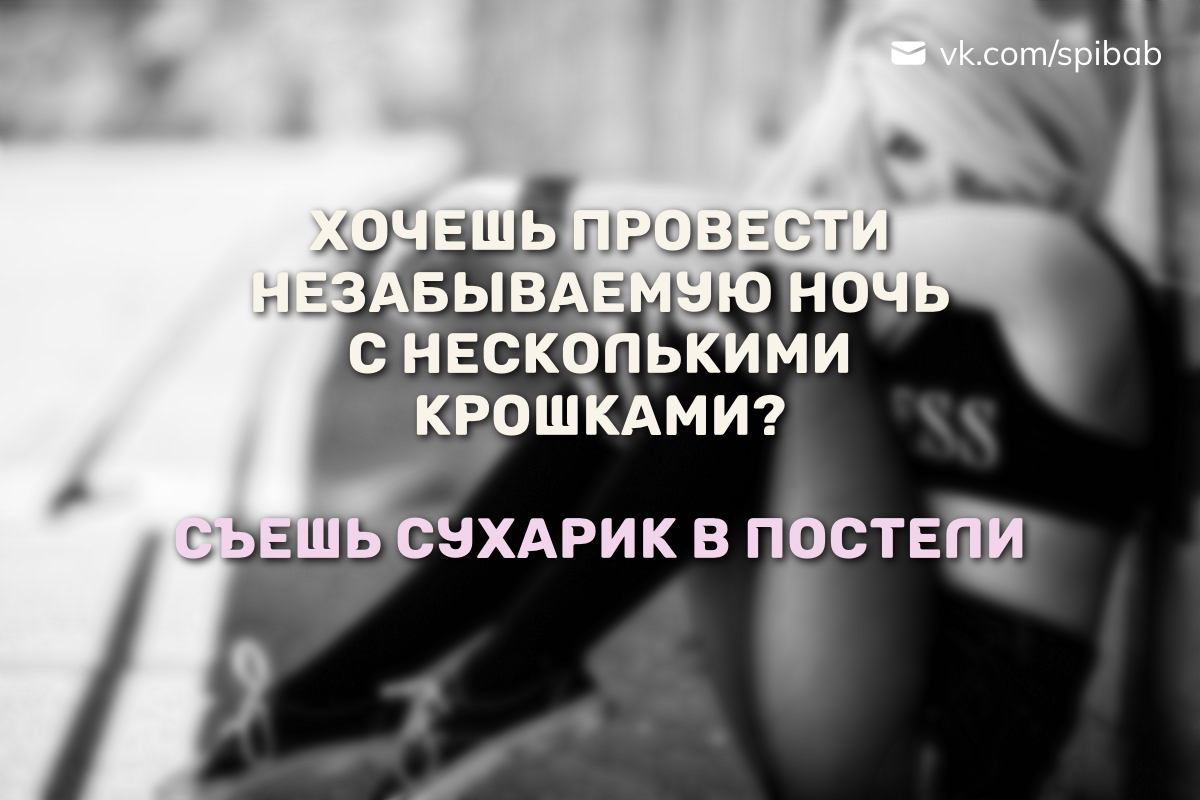 vk.com/spibab
ХОЧЕШЬ ПРОВЕСТИ
НЕЗАБЫВАЕМУЮ НОЧЬ
С НЕСКОЛЬКИМИ
КРОШКАМИ?
СЪЕШЬ СУХАРИК В ПОСТЕЛИ